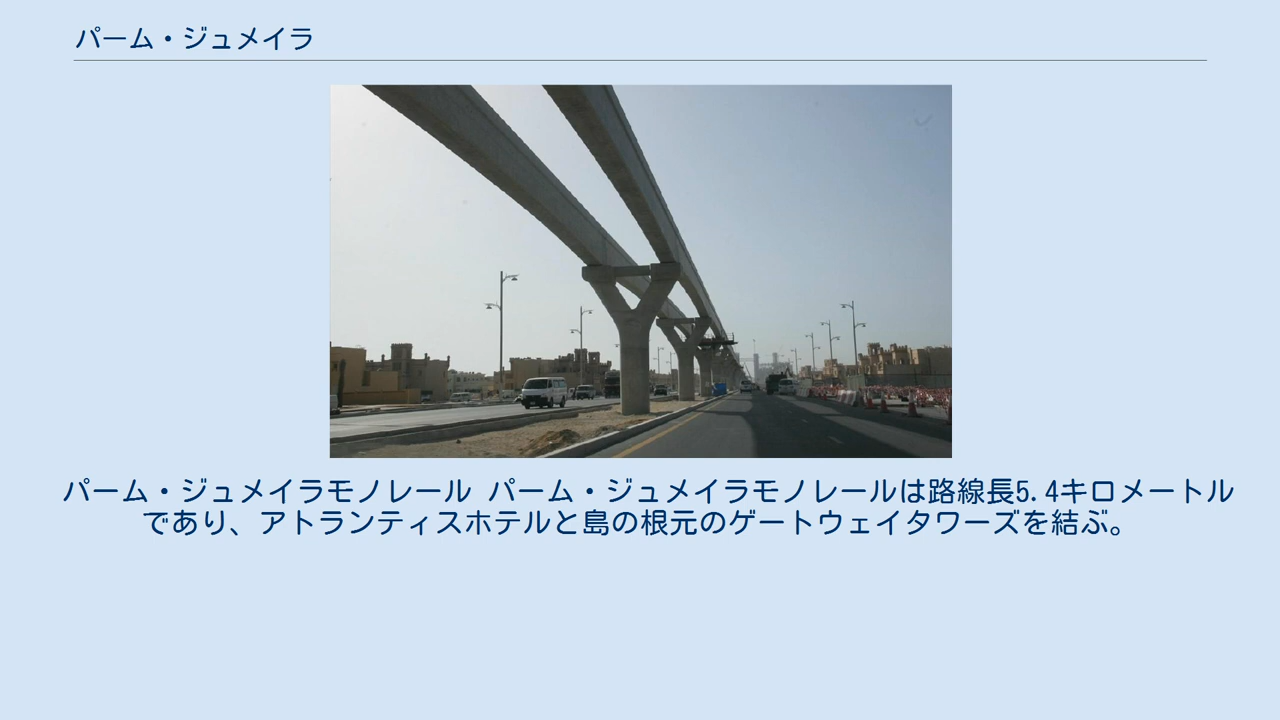 パーム・ジュメイラ
パーム・ジュメイラモノレール パーム・ジュメイラモノレールは路線長5.4キロメートル
であり、アトランティスホテルと島の根元のゲートウェイタワーズを結ぶ。